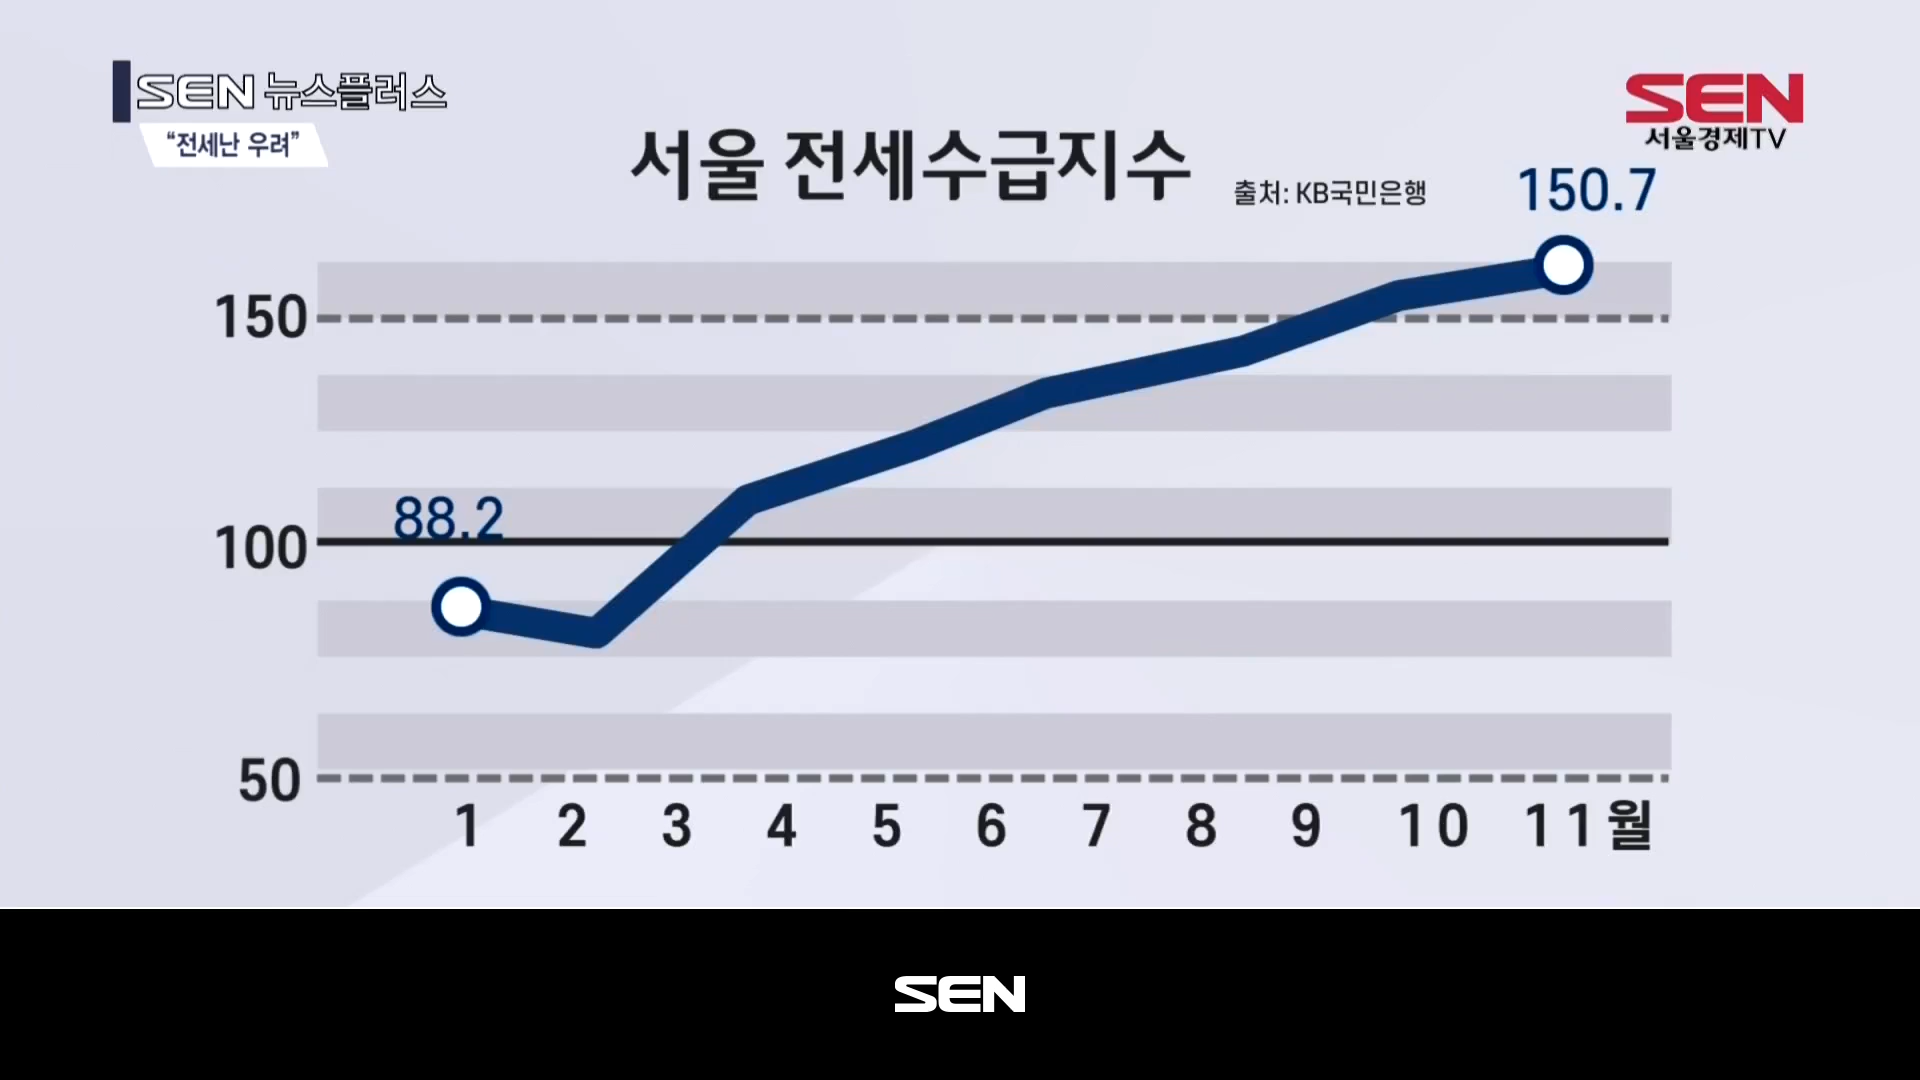 SEN 뉴스플러스
“전세난 우려”
SEN
서울경제TV
서울 전세수급지수
출처: KB국민은행
150.7
150
88.2
100
50
1 2 3 4 5 6 7 8 9 10 11월
SEN